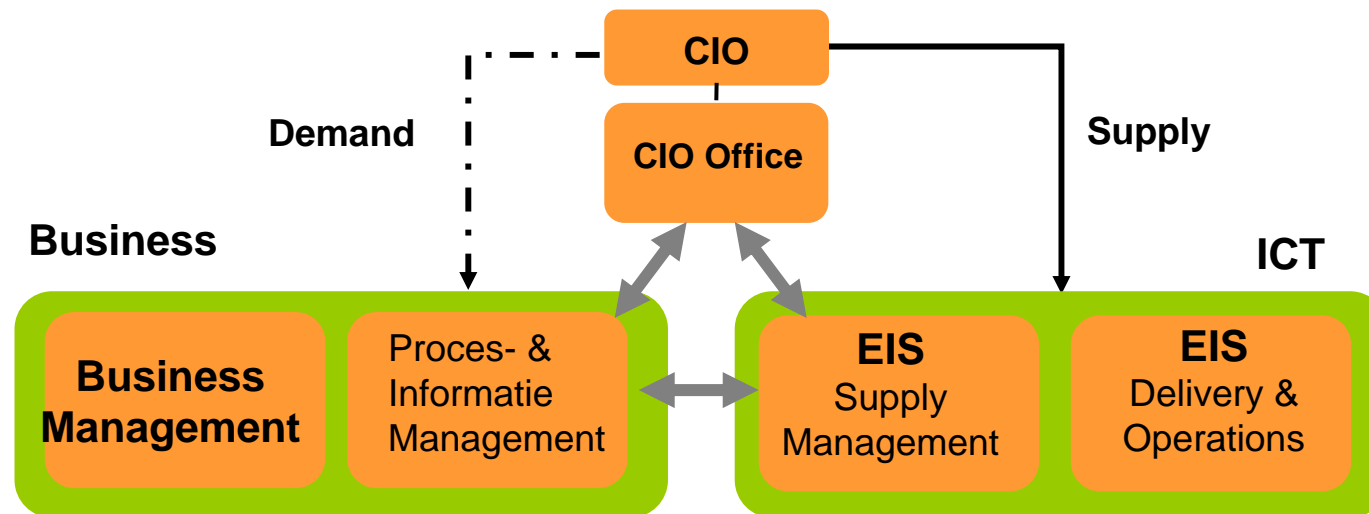 CIO
Demand
Supply
CIO Office
Business
ICT
Business
Management
Proces- &
Informatie
Management
EIS
Supply
Management
EIS
Delivery &
Operations